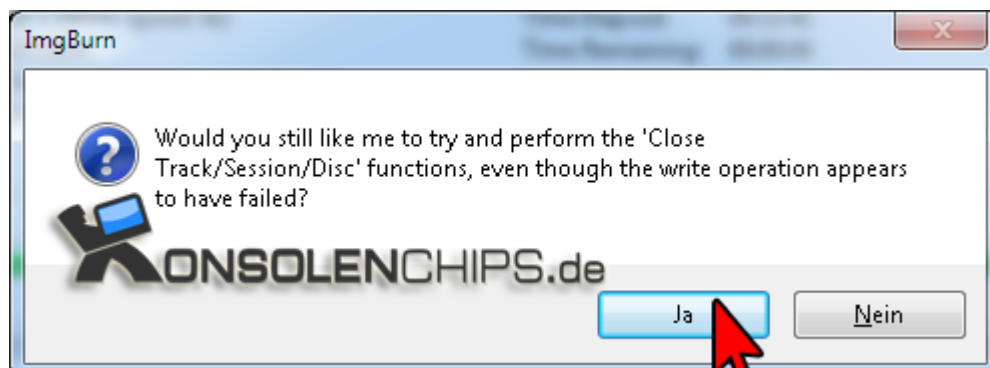 ImgBurn
Would you still like me to try and perform the 'Close
Track/Session/Disc' functions, even though the write operation appears
to have failed?
KONSOLENCHIPS.de
Ja
Nein